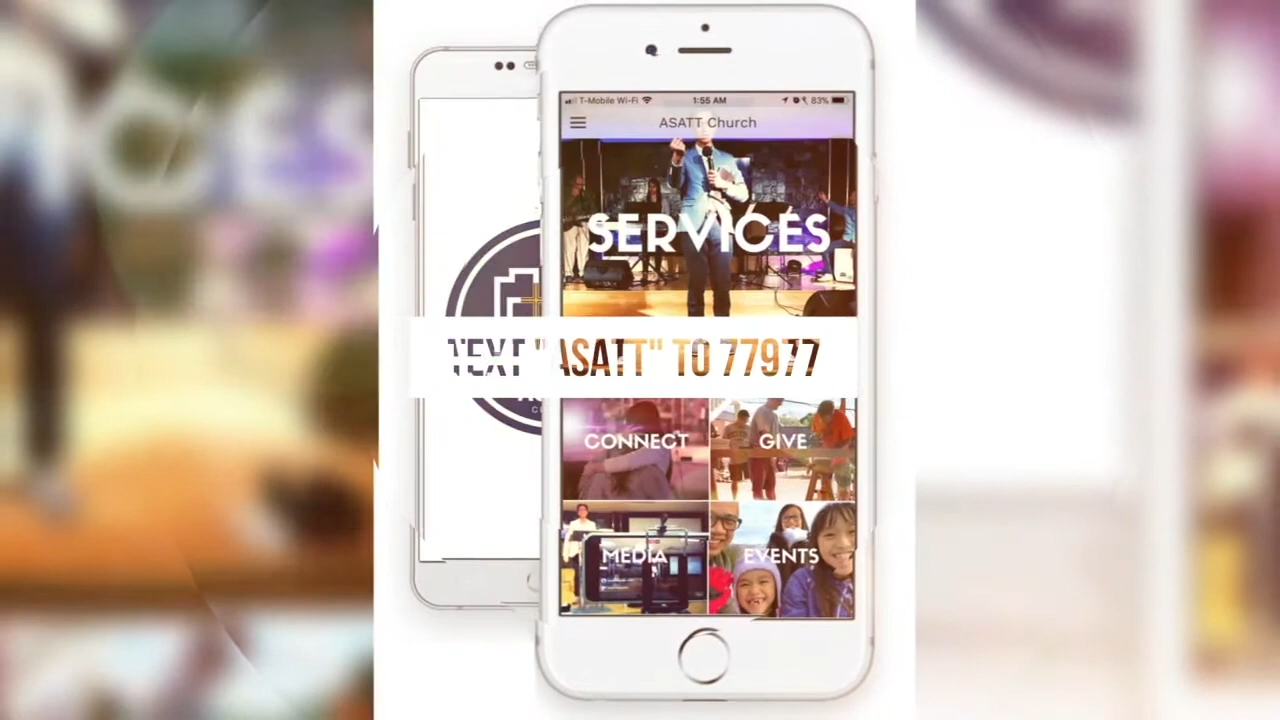 T-Mobile Wi-Fi 1:55 AM 83%
ASATT Church
SERVICES
TEXT "ASATT" TO 77977
CONNECT GIVE
MEDIA EVENTS